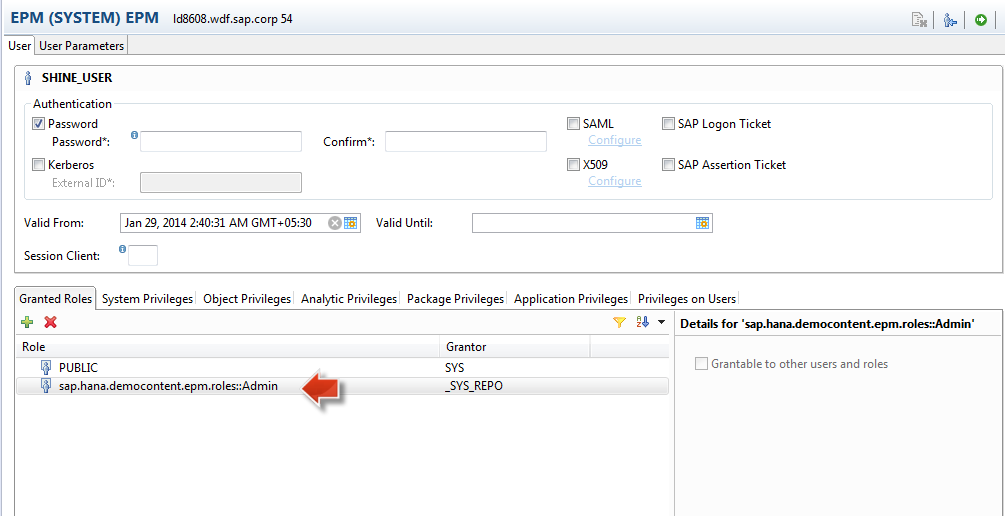 EPM (SYSTEM) EPM ld8608.wdf.sap.corp 54
User User Parameters
SHINE_USER
Authentication
Password SAML SAP Logon Ticket
Password*: Confirm*: Configure
Kerberos X509 SAP Assertion Ticket
External ID*: Configure
Valid From: Jan 29, 2014 2:40:31 AM GMT+05:30 Valid Until:
Session Client:
Granted Roles System Privileges Object Privileges Analytic Privileges Package Privileges Application Privileges Privileges on Users
Details for 'sap.hana.democontent.epm.roles::Admin'
Role Grantor
Grantable to other users and roles
PUBLIC SYS
sap.hana.democontent.epm.roles::Admin _SYS_REPO